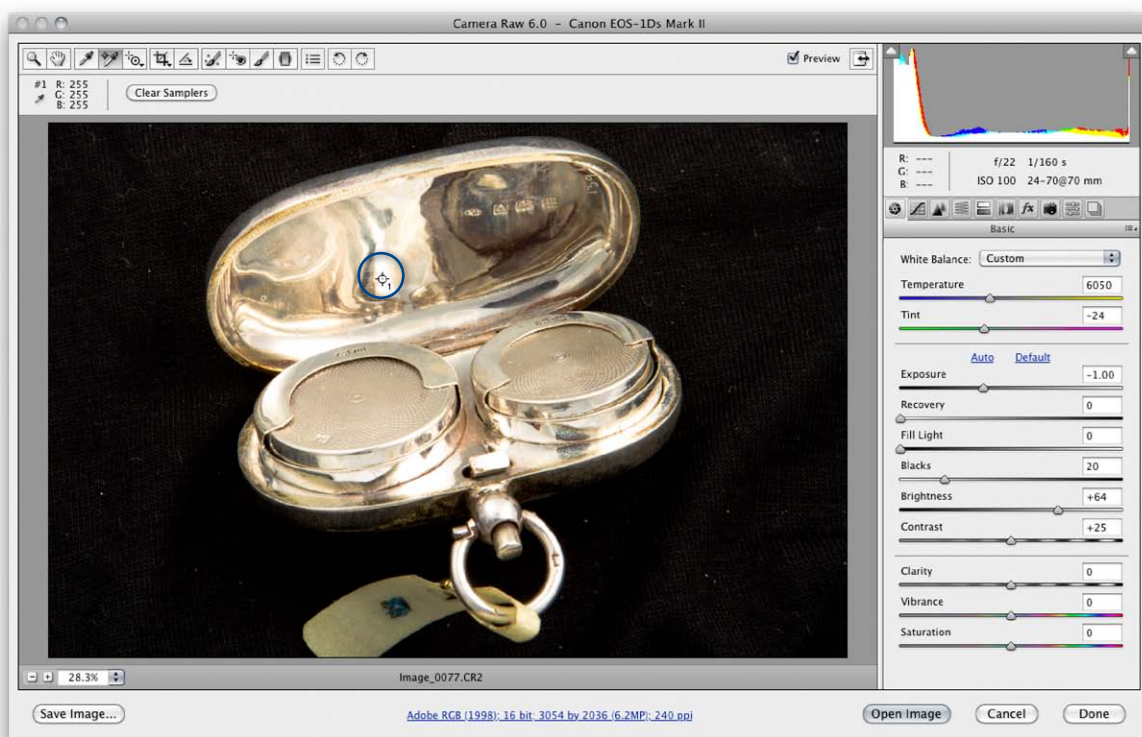 Camera Raw 6.0 – Canon EOS-1Ds Mark II
Preview
#1 R: 255
G: 255
B: 255
Clear Samplers
1
R: ---
G: ---
B: ---
f/22 1/160 s
ISO 100 24-70@70 mm
fx
Basic
White Balance: Custom
Temperature 6050
Tint -24
Auto Default
Exposure -1.00
Recovery 0
Fill Light 0
Blacks 20
Brightness +64
Contrast +25
Clarity 0
Vibrance 0
Saturation 0
28.3% Image_0077.CR2
Save Image... Adobe RGB (1998); 16 bit; 3054 by 2036 (6.2MP); 240 ppi Open Image Cancel Done